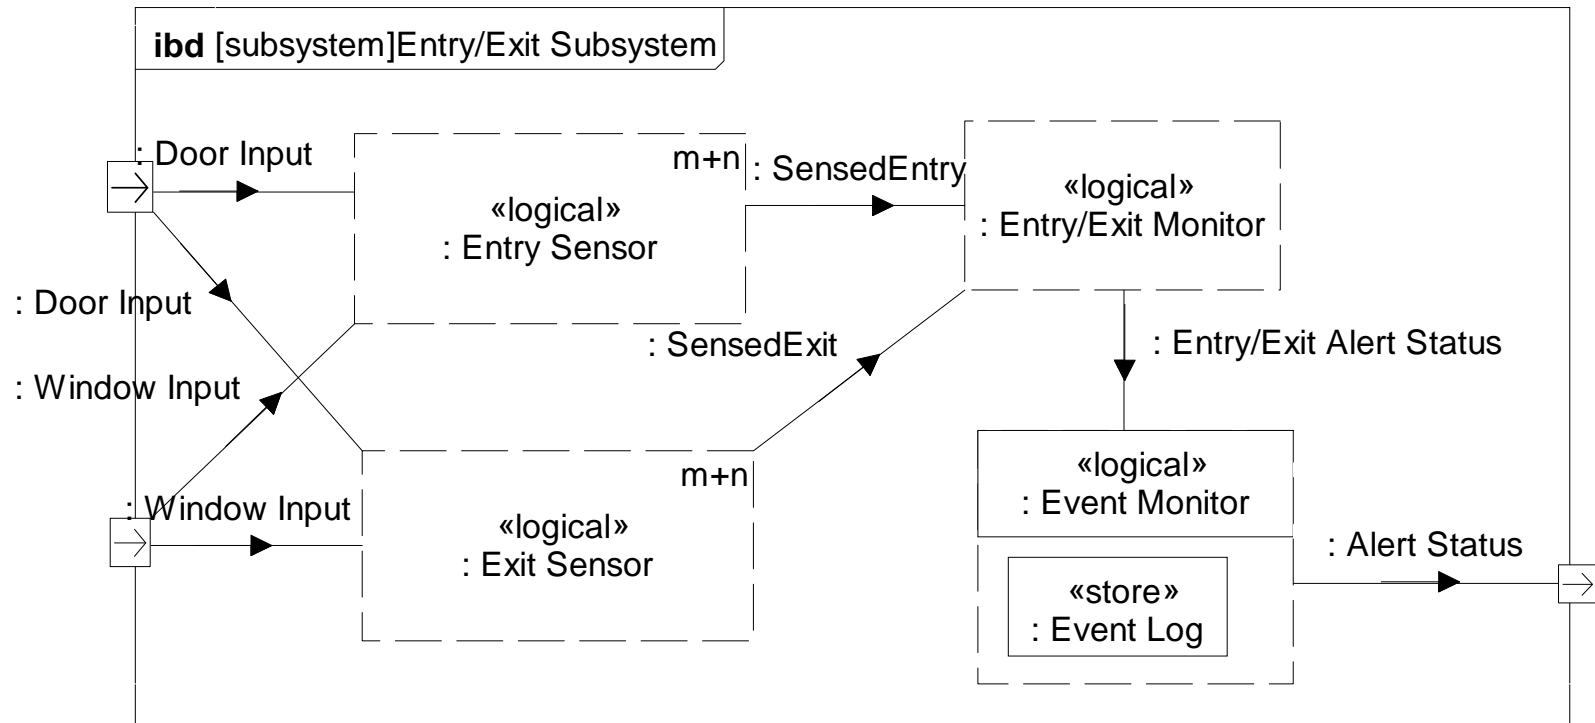 ibd [subsystem]Entry/Exit Subsystem
: Door Input
m+n
: SensedEntry
«logical»
: Entry Sensor
«logical»
: Entry/Exit Monitor
: Door Input
: SensedExit
: Entry/Exit Alert Status
: Window Input
m+n
: Window Input
«logical»
: Exit Sensor
«logical»
: Event Monitor
: Alert Status
«store»
: Event Log